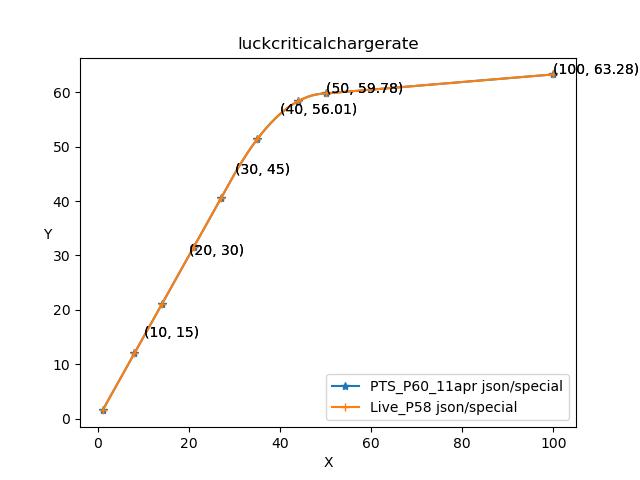 luckcriticalchargerate
(100, 63.28)
(50, 59.78)
(40, 56.01)
(30, 45)
(20, 30)
(10, 15)
Y
60
50
40
30
20
10
0
PTS_P60_11apr json/special
Live_P58 json/special
0 20 40 60 80 100
X